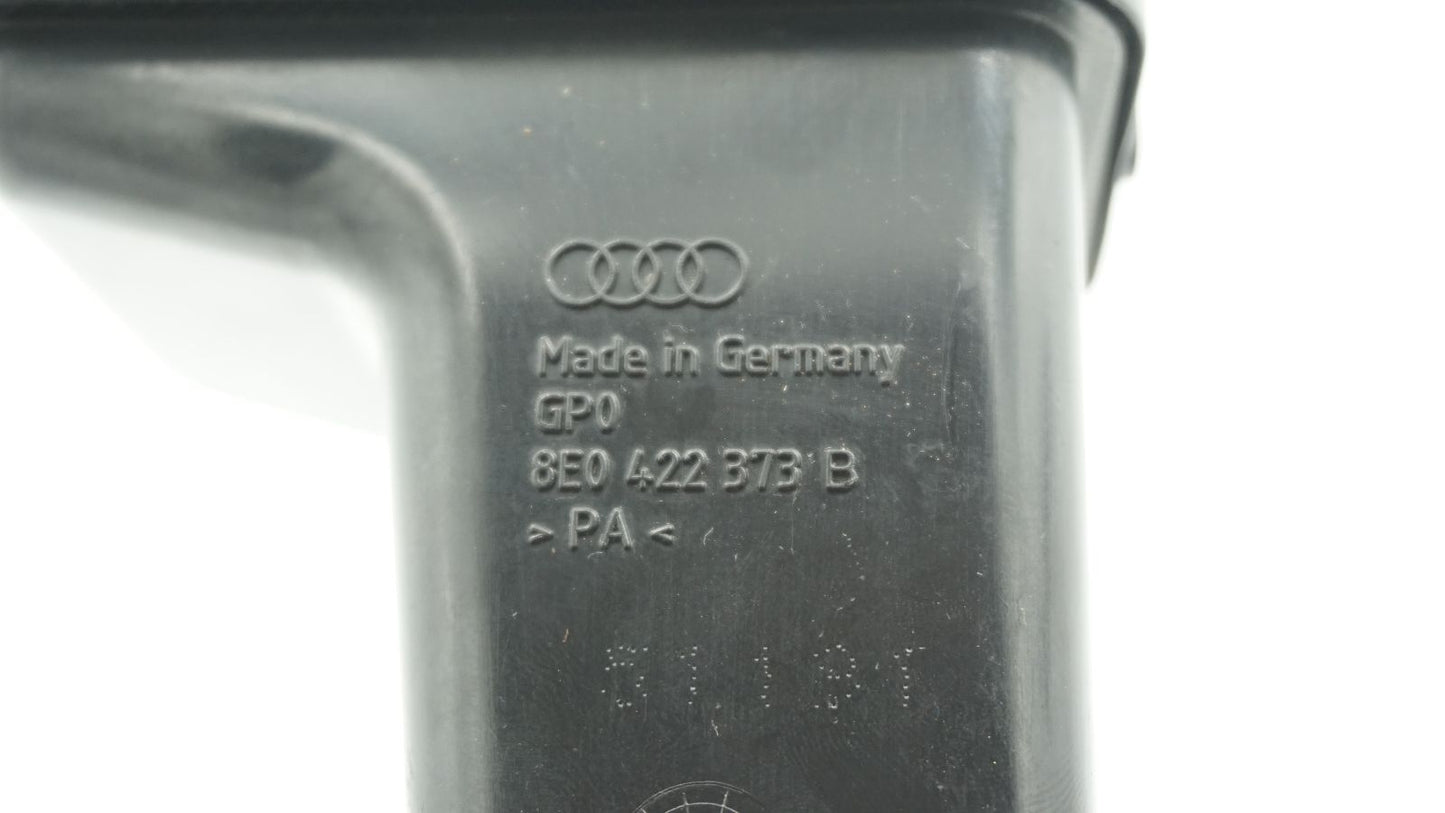 Made in Germany
GP0
8E0 422 373 B
> PA <